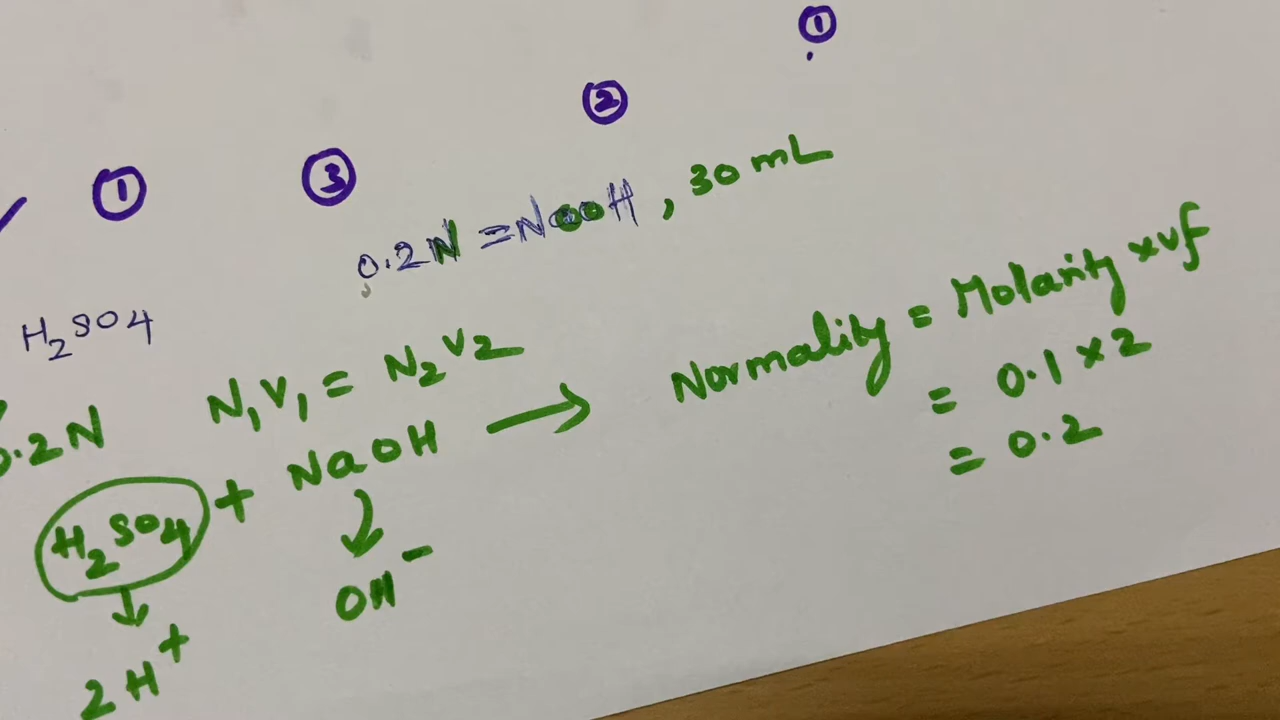 ①
②
① ③
0.2N = NaOH, 30 mL
H₂SO₄
N₁V₁ = N₂V₂
Normality = Molarity x vf
= 0.1 x 2
= 0.2
0.2N
H₂SO₄ + NaOH →
OH⁻
2H⁺